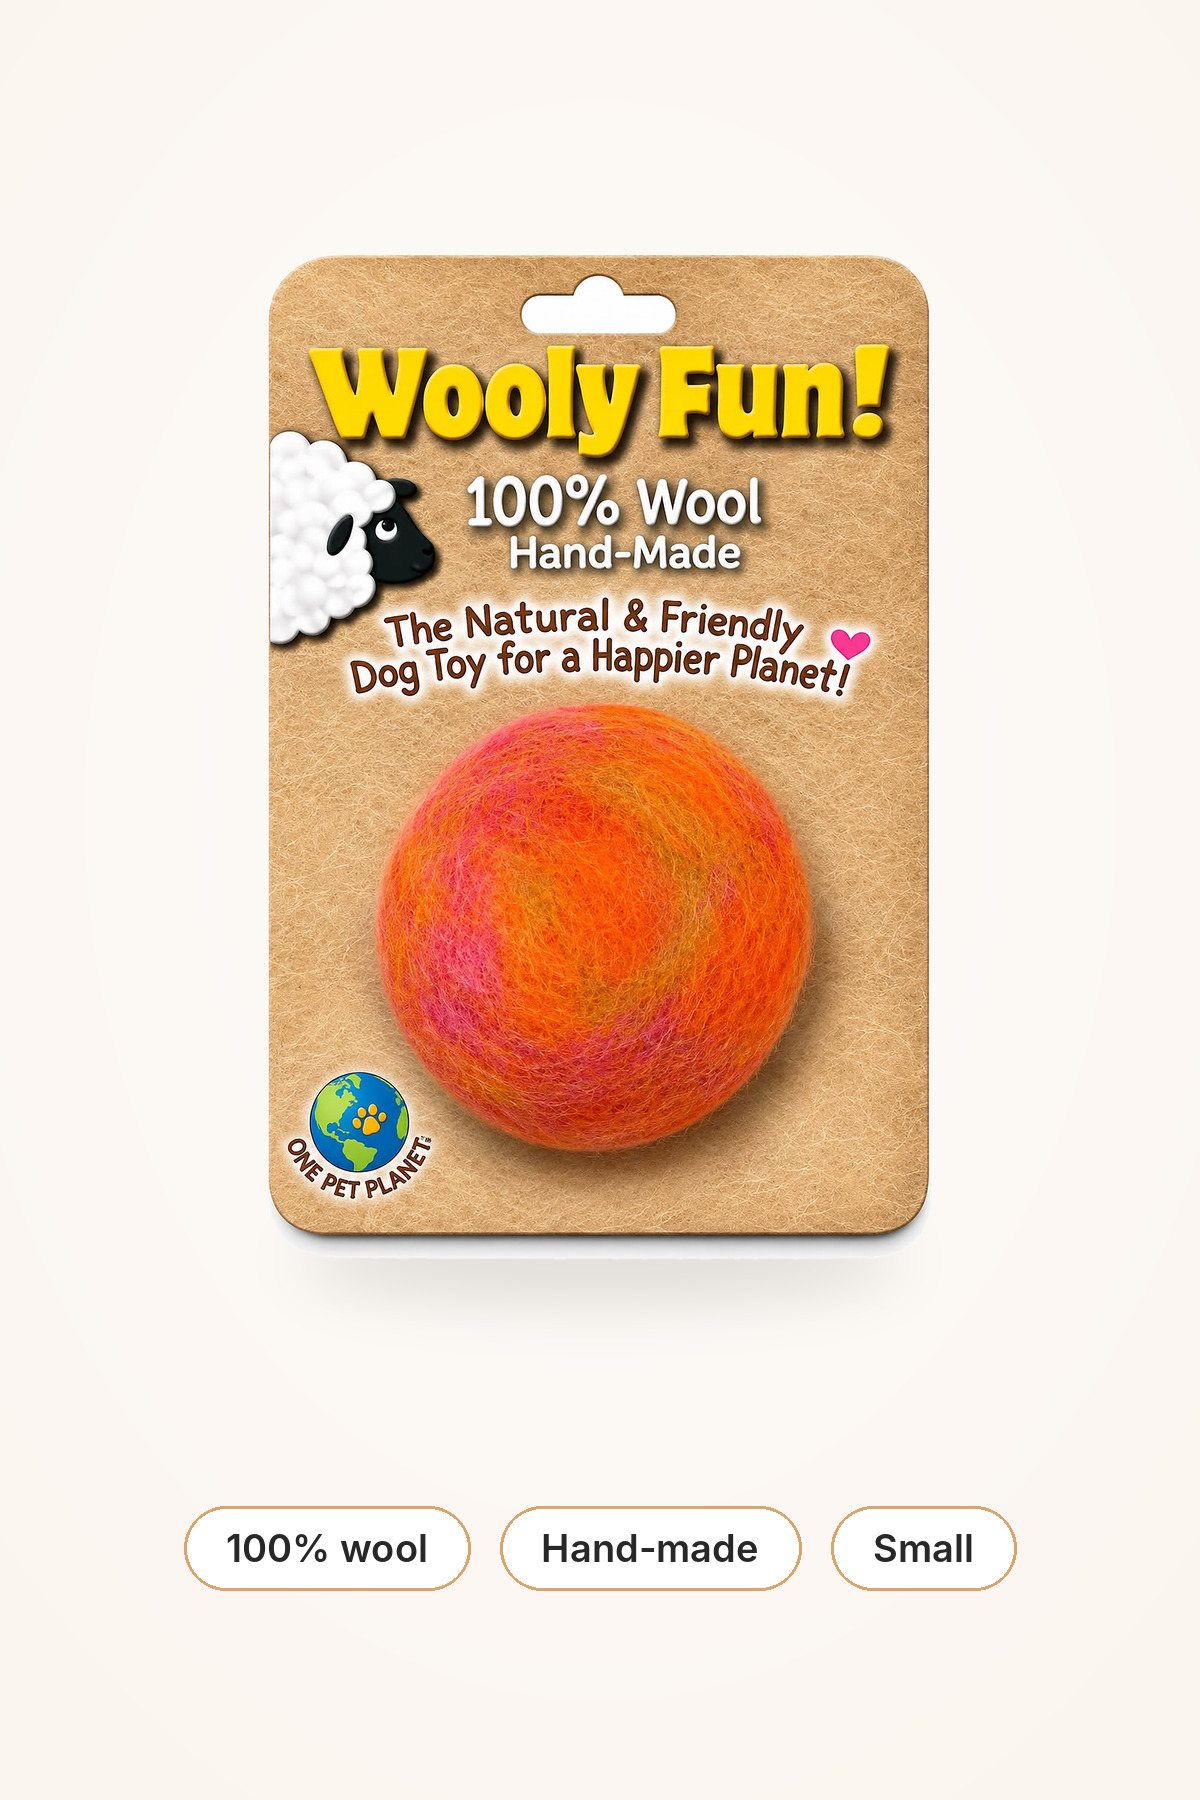 Wooly Fun!
100% Wool
Hand-Made
The Natural & Friendly
Dog Toy for a Happier Planet!
ONE PET PLANET™
100% wool
Hand-made
Small